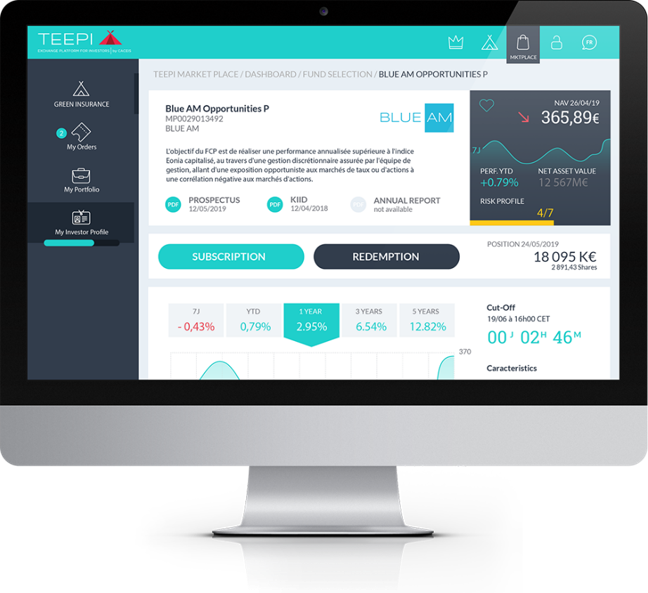 TEEPI
EXCHANGE PLATFORM FOR INVESTORS | by CACEIS
MKTPLACE
FR
TEEPI MARKET PLACE / DASHBOARD / FUND SELECTION / BLUE AM OPPORTUNITIES P
GREEN INSURANCE
2
My Orders
My Portfolio
My Investor Profile
Blue AM Opportunities P
MP0029013492
BLUE AM
BLUE AM
L'objectif du FCP est de réaliser une performance annualisée supérieure à l'indice
Eonia capitalisé, au travers d'une gestion discrétionnaire assurée par l'équipe de
gestion, allant d'une exposition opportuniste aux marchés de taux ou d'actions à
une corrélation négative aux marchés d'actions.
PDF PROSPECTUS
12/05/2019
PDF KIID
12/04/2018
PDF ANNUAL REPORT
not available
NAV 26/04/19
365,89€
7J
PERF. YTD
+0.79%
NET ASSET VALUE
12 567M€
RISK PROFILE
4/7
SUBSCRIPTION
REDEMPTION
POSITION 24/05/2019
18 095 K€
2 891,43 Shares
7J
- 0,43%
YTD
0,79%
1 YEAR
2.95%
3 YEARS
6.54%
5 YEARS
12.82%
370
Cut-Off
19/06 à 16h00 CET
00 J 02 H 46 M
Caracteristics